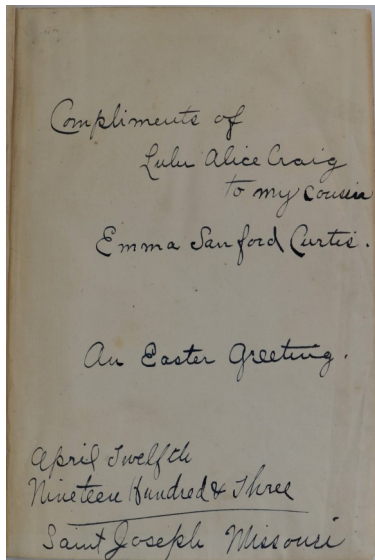 Compliments of
Lulu Alice Craig
to my cousin
Emma Sanford Curtis.
An Easter Greeting.
April Twelfth
Nineteen Hundred & Three
Saint Joseph Missouri